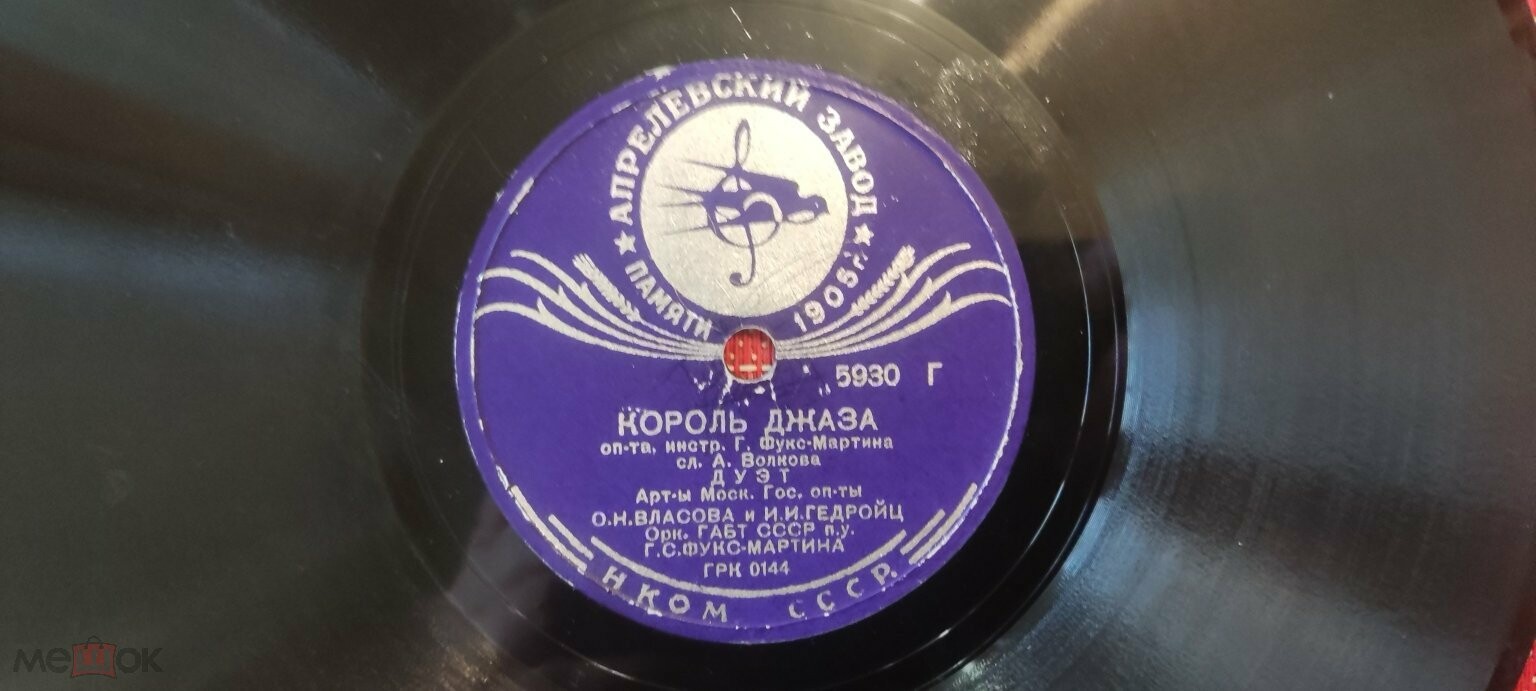 АПРЕЛЕВСКИЙ ЗАВОД
ПАМЯТИ 1905 г.
5930 Г
КОРОЛЬ ДЖАЗА
оп-та, инстр. Г. Фукс-Мартина
сл. А. Волкова
ДУЭТ
Арт-ы Моск. Гос. оп-ты
О.Н.ВЛАСОВА и И.И.ГЕДРОЙЦ
Орк. ГАБТ СССР п.у.
Г.С.ФУКС-МАРТИНА
ГРК 0144
НКОМ СССР
мешок